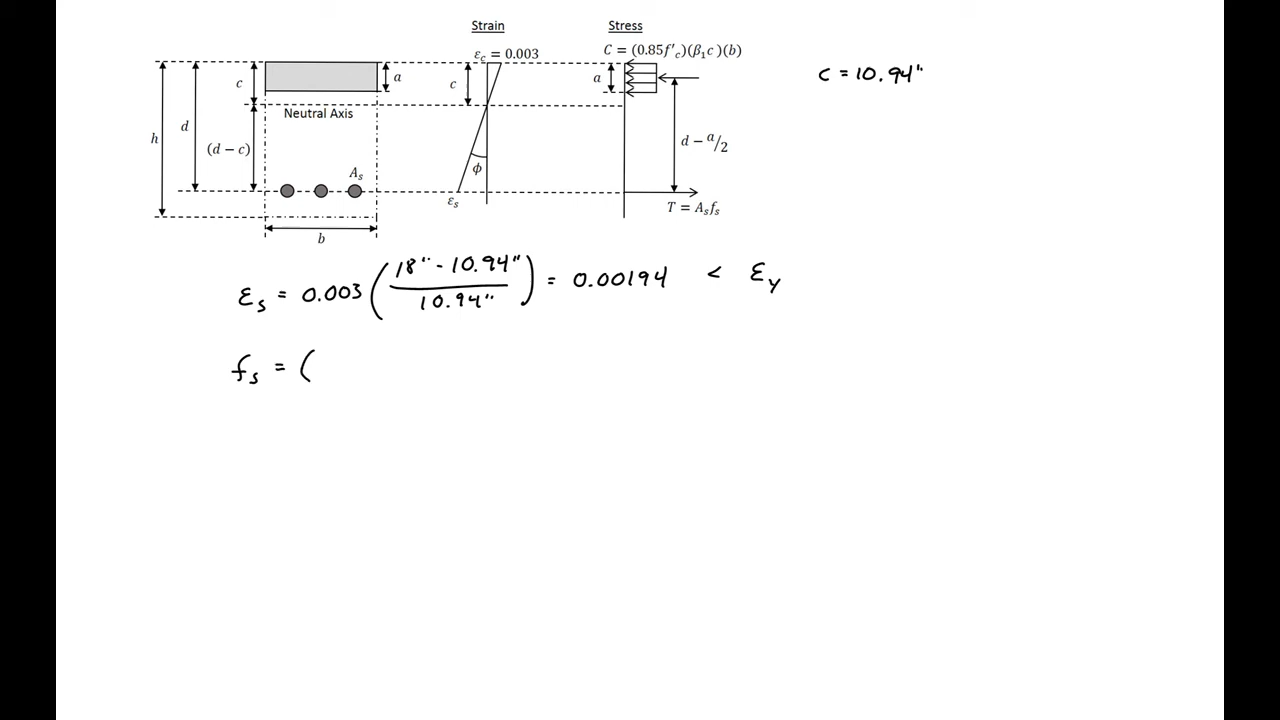 Strain
Stress
εc = 0.003
C = (0.85f'c)(β1c)(b)
c = 10.94"
c
a
c
a
Neutral Axis
h
d
(d − c)
d − a/2
As
ϕ
εs
T = Asfs
b
εs = 0.003 ( 18" - 10.94" / 10.94" ) = 0.00194 < εy
fs = (